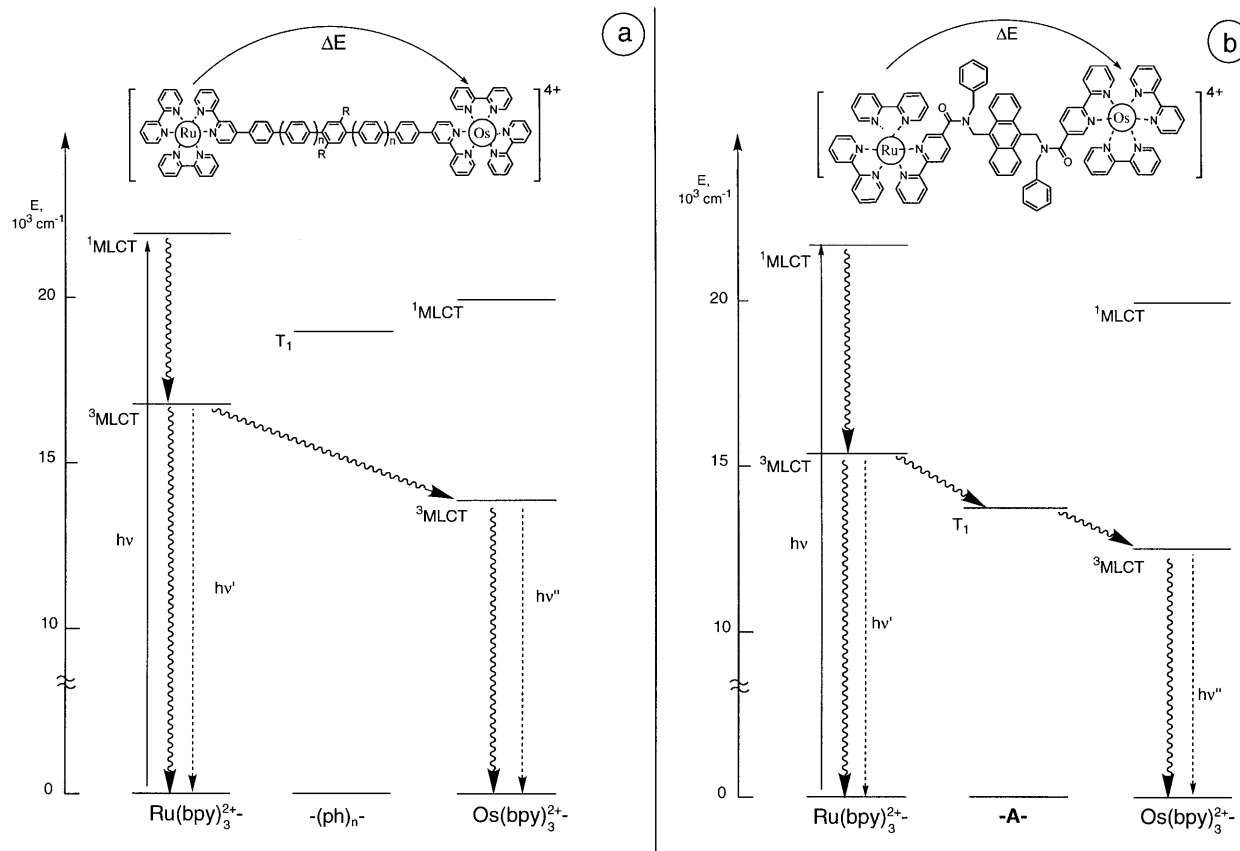 a
ΔE
4+
R
Ru
N
N
N
N
N
N
n
n
R
N
N
N
N
N
N
Os
E,
10³ cm⁻¹
¹MLCT
20
¹MLCT
T₁
³MLCT
15
³MLCT
hν
hν'
hν"
10
0
Ru(bpy)₃²⁺-
-(ph)ₙ-
Os(bpy)₃²⁺-
b
ΔE
4+
O
N
N
N
N
N
N
N
Ru
N
O
N
N
N
N
N
N
Os
E,
10³ cm⁻¹
¹MLCT
20
¹MLCT
³MLCT
15
T₁
³MLCT
hν
hν'
hν"
10
0
Ru(bpy)₃²⁺-
-A-
Os(bpy)₃²⁺-